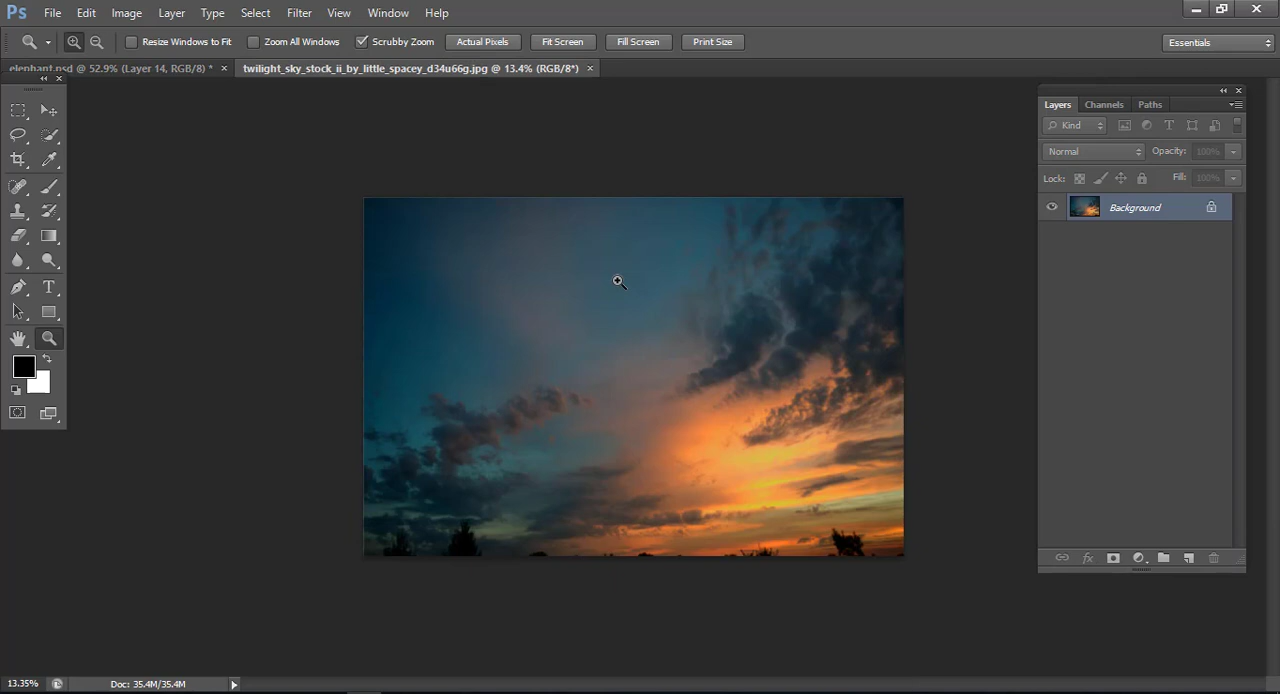 Ps File Edit Image Layer Type Select Filter View Window Help
Resize Windows to Fit Zoom All Windows Scrubby Zoom Actual Pixels Fit Screen Fill Screen Print Size Essentials
elephant.psd @ 52.9% (Layer 14, RGB/8) * × twilight_sky_stock_ii_by_little_spacey_d34u66g.jpg @ 13.4% (RGB/8*) ×
Layers Channels Paths
Kind
Normal Opacity: 100%
Lock: Fill: 100%
Background
T
fx
13.35% Doc: 35.4M/35.4M